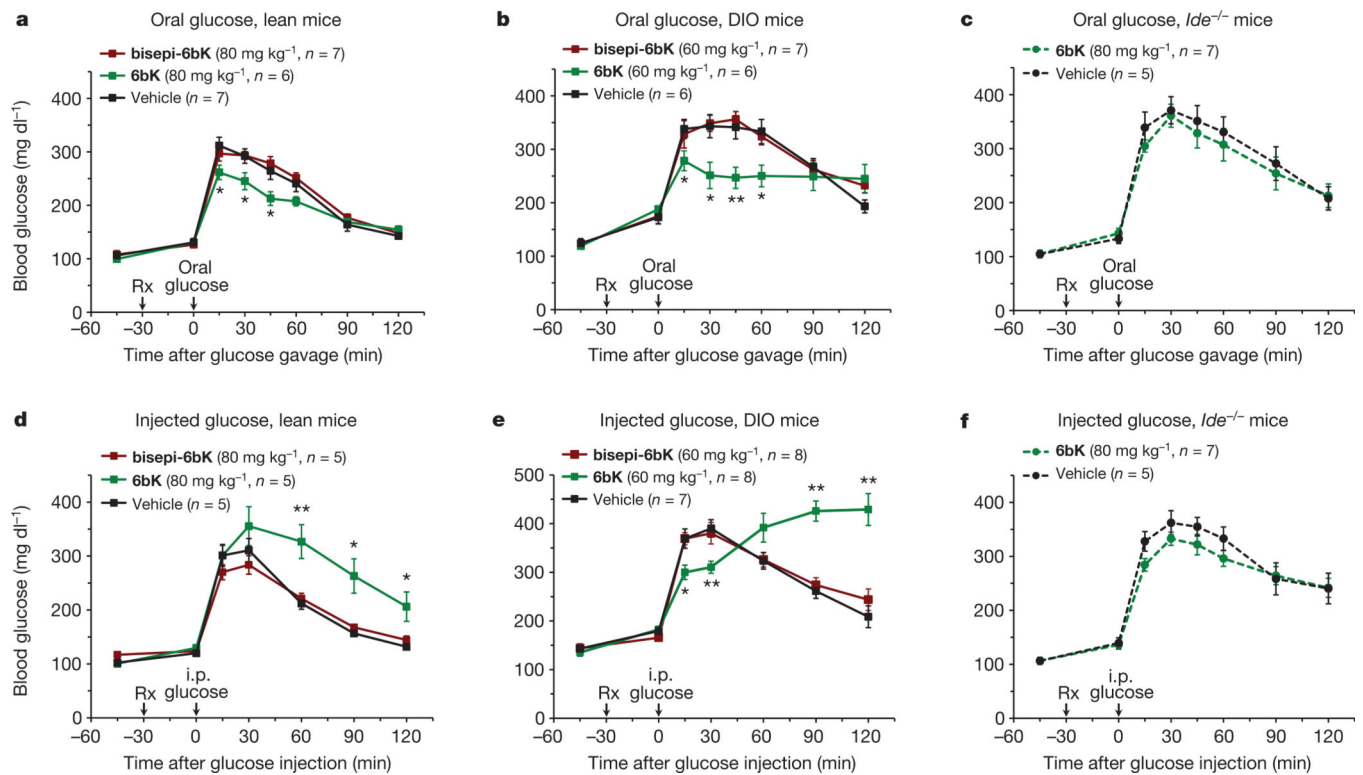 a Oral glucose, lean mice
bisepi-6bK (80 mg kg⁻¹, n = 7)
6bK (80 mg kg⁻¹, n = 6)
Vehicle (n = 7)
Blood glucose (mg dl⁻¹)
400
300
200
100
0
* * *
Rx
Oral glucose
–60 –30 0 30 60 90 120
Time after glucose gavage (min)
b Oral glucose, DIO mice
bisepi-6bK (60 mg kg⁻¹, n = 7)
6bK (60 mg kg⁻¹, n = 6)
Vehicle (n = 6)
400
300
200
100
0
* * ** *
Rx
Oral glucose
–60 –30 0 30 60 90 120
Time after glucose gavage (min)
c Oral glucose, Ide⁻/⁻ mice
6bK (80 mg kg⁻¹, n = 7)
Vehicle (n = 5)
400
300
200
100
0
Rx
Oral glucose
–60 –30 0 30 60 90 120
Time after glucose gavage (min)
d Injected glucose, lean mice
bisepi-6bK (80 mg kg⁻¹, n = 5)
6bK (80 mg kg⁻¹, n = 5)
Vehicle (n = 5)
Blood glucose (mg dl⁻¹)
400
300
200
100
0
** * *
Rx
i.p. glucose
–60 –30 0 30 60 90 120
Time after glucose injection (min)
e Injected glucose, DIO mice
bisepi-6bK (60 mg kg⁻¹, n = 8)
6bK (60 mg kg⁻¹, n = 8)
Vehicle (n = 7)
500
400
300
200
100
0
* ** ** **
Rx
i.p. glucose
–60 –30 0 30 60 90 120
Time after glucose injection (min)
f Injected glucose, Ide⁻/⁻ mice
6bK (80 mg kg⁻¹, n = 7)
Vehicle (n = 5)
400
300
200
100
0
Rx
i.p. glucose
–60 –30 0 30 60 90 120
Time after glucose injection (min)